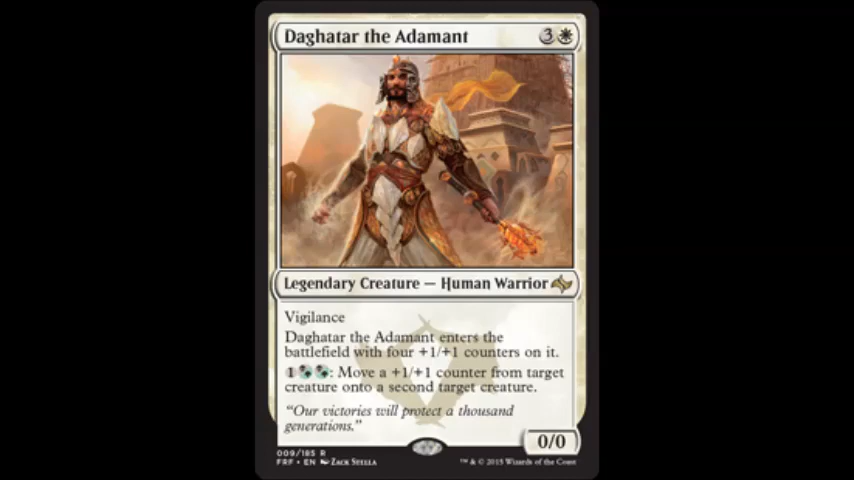 Daghatar the Adamant 3
Legendary Creature — Human Warrior
Vigilance
Daghatar the Adamant enters the
battlefield with four +1/+1 counters on it.
1 : Move a +1/+1 counter from target
creature onto a second target creature.
“Our victories will protect a thousand
generations.”
0/0
009/185 R
FRF • EN Zack Stella
™ & © 2015 Wizards of the Coast